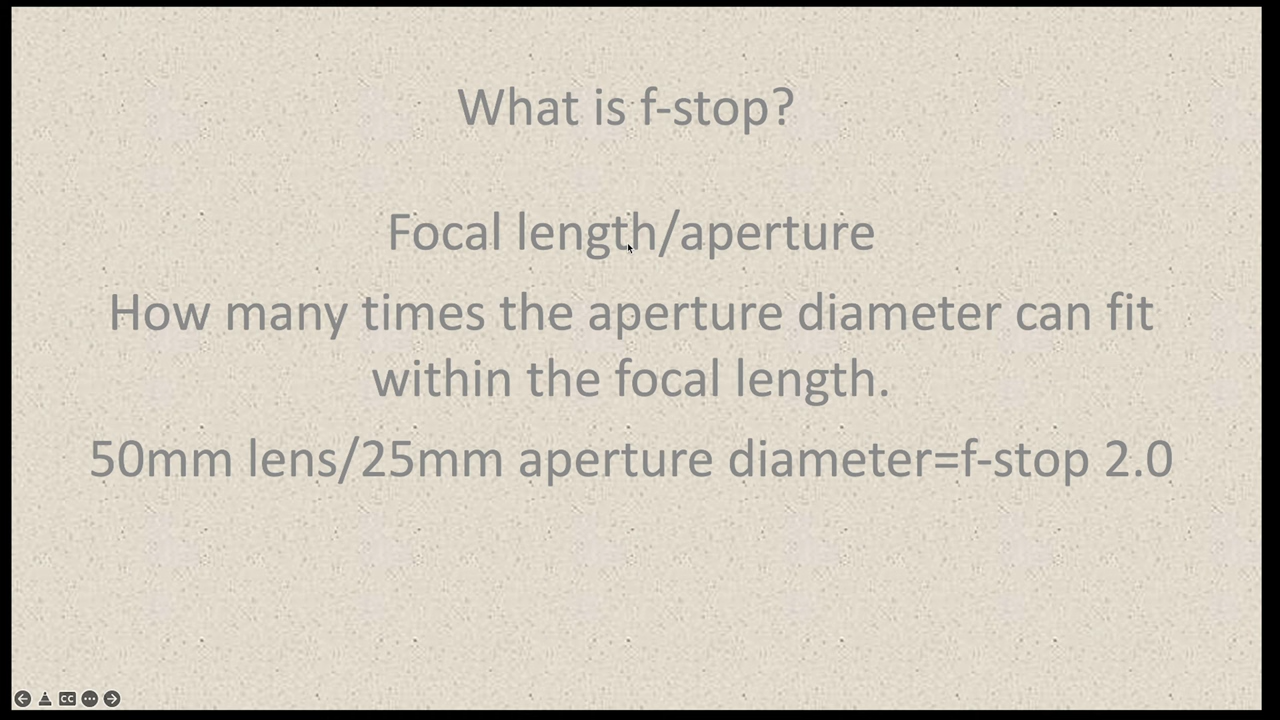 What is f-stop?
Focal length/aperture
How many times the aperture diameter can fit
within the focal length.
50mm lens/25mm aperture diameter=f-stop 2.0
CC